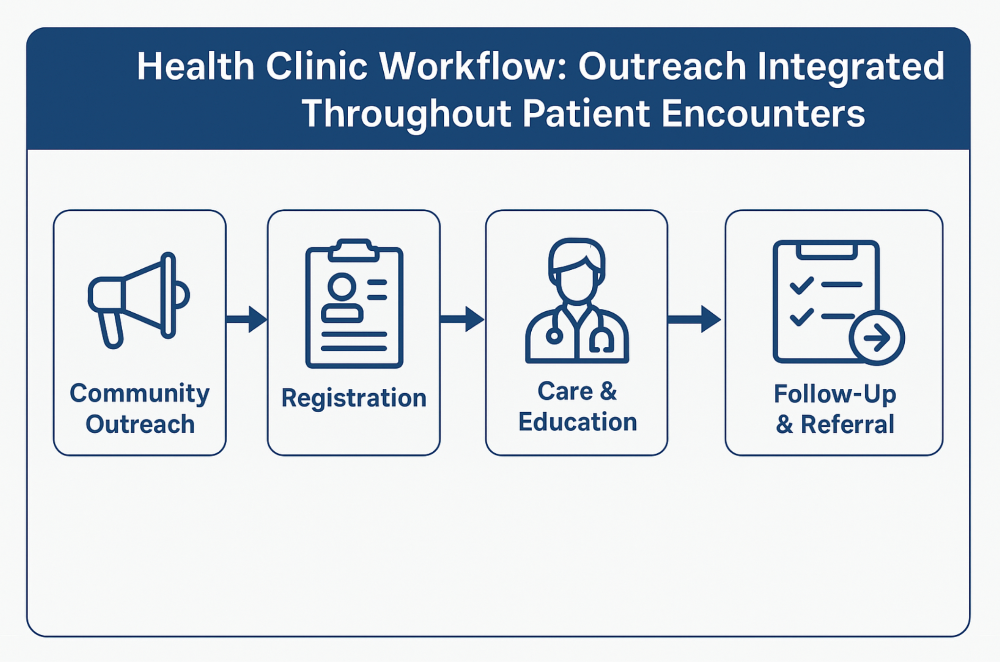 Health Clinic Workflow: Outreach Integrated
Throughout Patient Encounters
Community
Outreach
Registration
Care &
Education
Follow-Up
& Referral